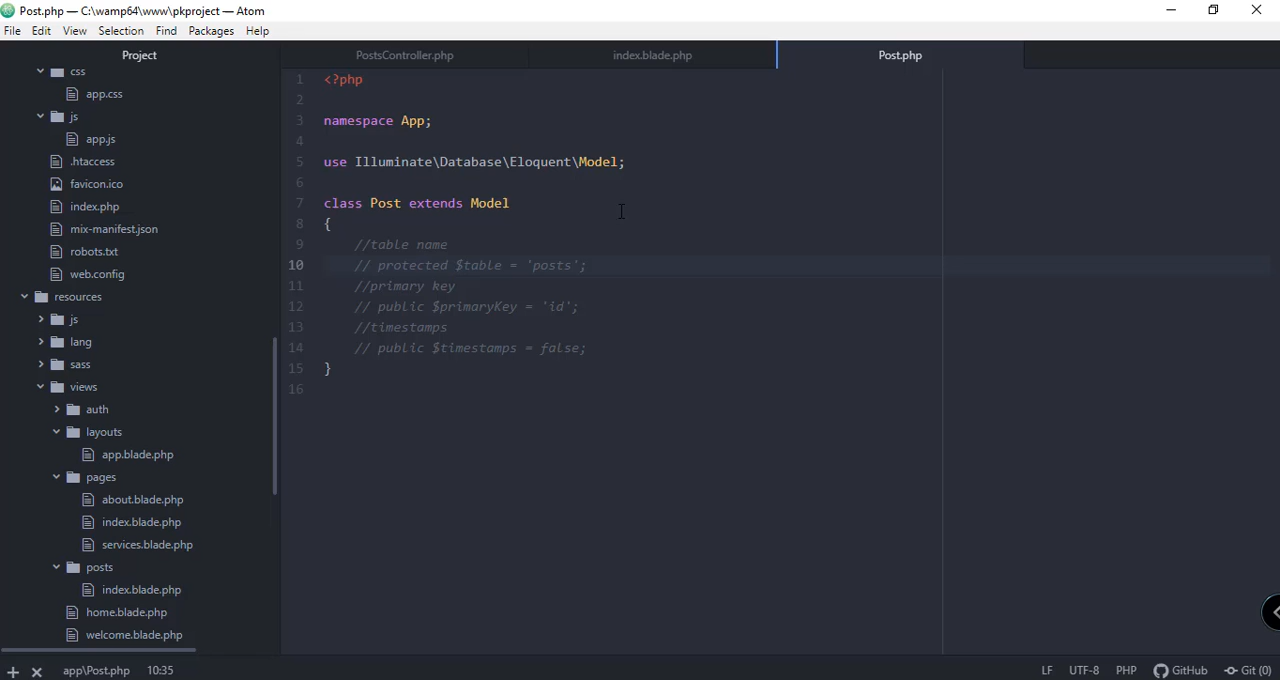 Post.php — C:\wamp64\www\pkproject — Atom
File Edit View Selection Find Packages Help
Project
css
app.css
js
app.js
.htaccess
favicon.ico
index.php
mix-manifest.json
robots.txt
web.config
resources
js
lang
sass
views
auth
layouts
app.blade.php
pages
about.blade.php
index.blade.php
services.blade.php
posts
index.blade.php
home.blade.php
welcome.blade.php
PostsController.php index.blade.php Post.php
1 <?php
2
3 namespace App;
4
5 use Illuminate\Database\Eloquent\Model;
6
7 class Post extends Model
8 {
9 //table name
10 // protected $table = 'posts';
11 //primary key
12 // public $primaryKey = 'id';
13 //timestamps
14 // public $timestamps = false;
15 }
16
app\Post.php 10:35 LF UTF-8 PHP GitHub Git (0)